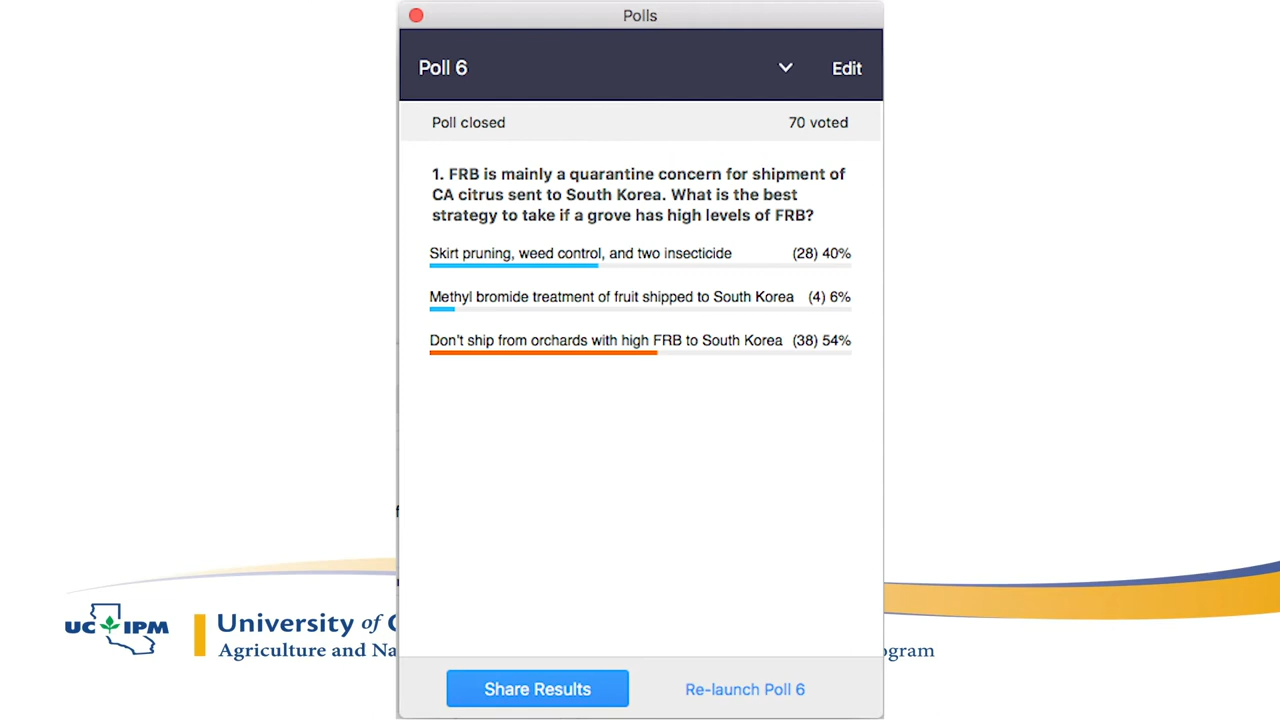 Polls
Poll 6
Edit
Poll closed
70 voted
1. FRB is mainly a quarantine concern for shipment of
CA citrus sent to South Korea. What is the best
strategy to take if a grove has high levels of FRB?
Skirt pruning, weed control, and two insecticide (28) 40%
Methyl bromide treatment of fruit shipped to South Korea (4) 6%
Don't ship from orchards with high FRB to South Korea (38) 54%
UC IPM
University of C
Agriculture and Na
ogram
Share Results
Re-launch Poll 6